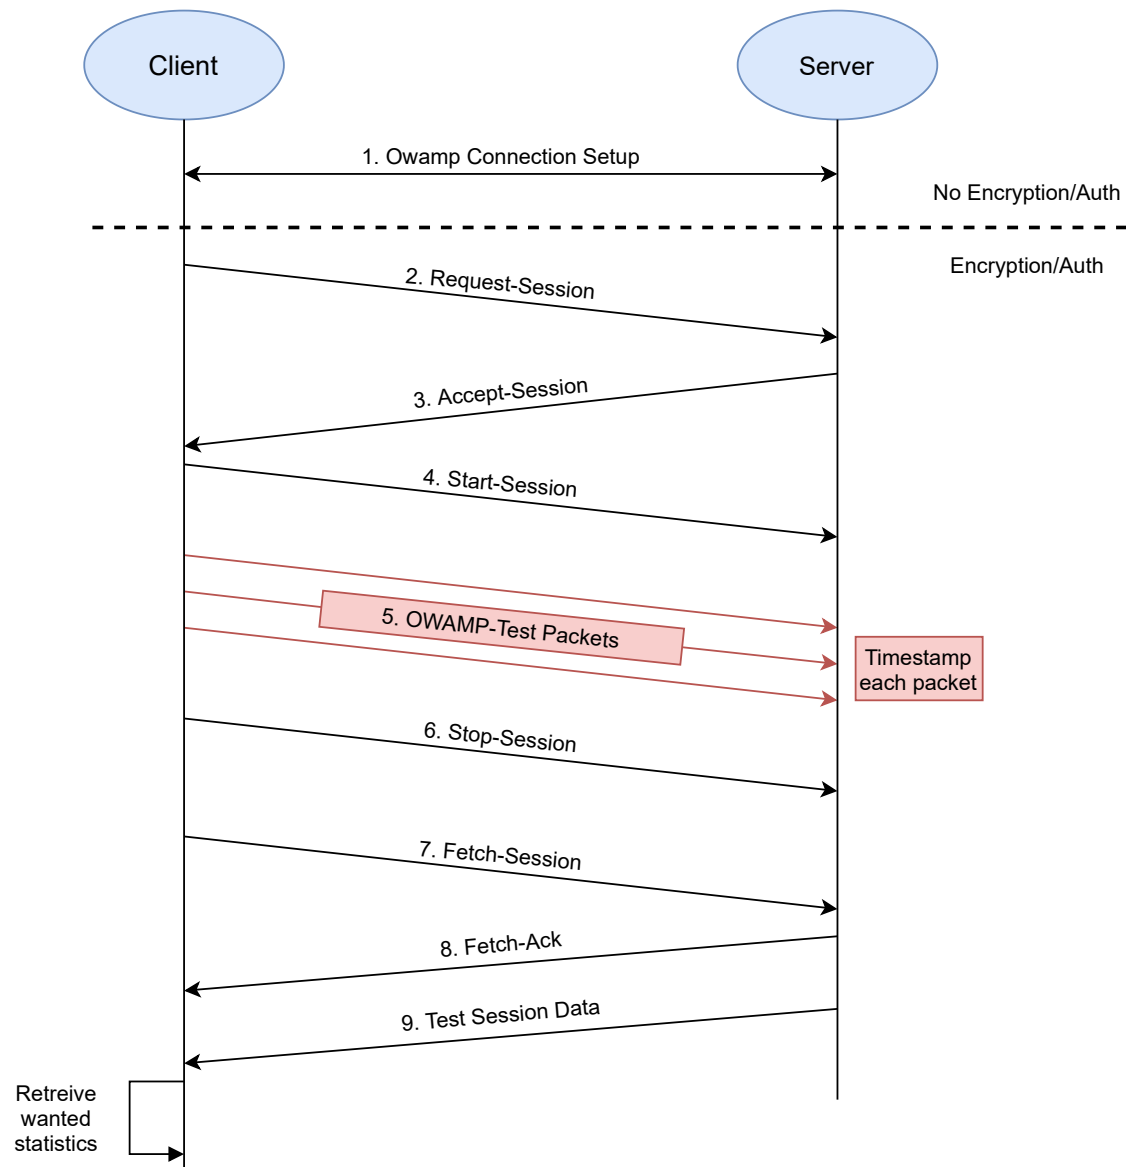 Client
Server
1. Owamp Connection Setup
No Encryption/Auth
Encryption/Auth
2. Request-Session
3. Accept-Session
4. Start-Session
5. OWAMP-Test Packets
Timestamp
each packet
6. Stop-Session
7. Fetch-Session
8. Fetch-Ack
9. Test Session Data
Retreive
wanted
statistics